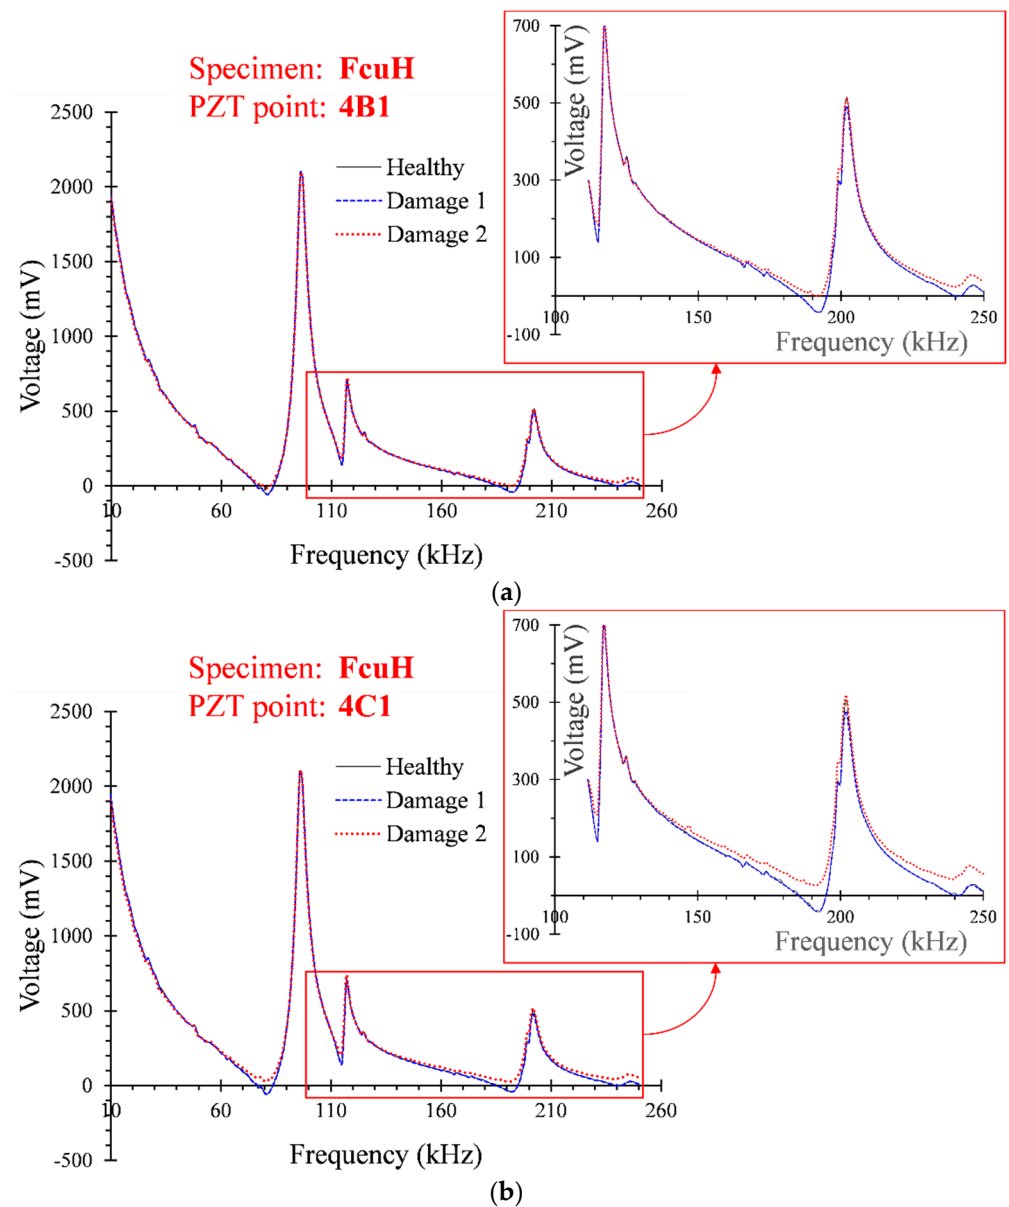 Specimen: FcuH
PZT point: 4B1
Healthy
Damage 1
Damage 2
Voltage (mV)
2500
2000
1500
1000
500
0
-500
10
60
110
160
210
260
Frequency (kHz)
Voltage (mV)
700
500
300
100
-100
100
150
200
250
Frequency (kHz)
(a)
Specimen: FcuH
PZT point: 4C1
Healthy
Damage 1
Damage 2
Voltage (mV)
2500
2000
1500
1000
500
0
-500
10
60
110
160
210
260
Frequency (kHz)
Voltage (mV)
700
500
300
100
-100
100
150
200
250
Frequency (kHz)
(b)